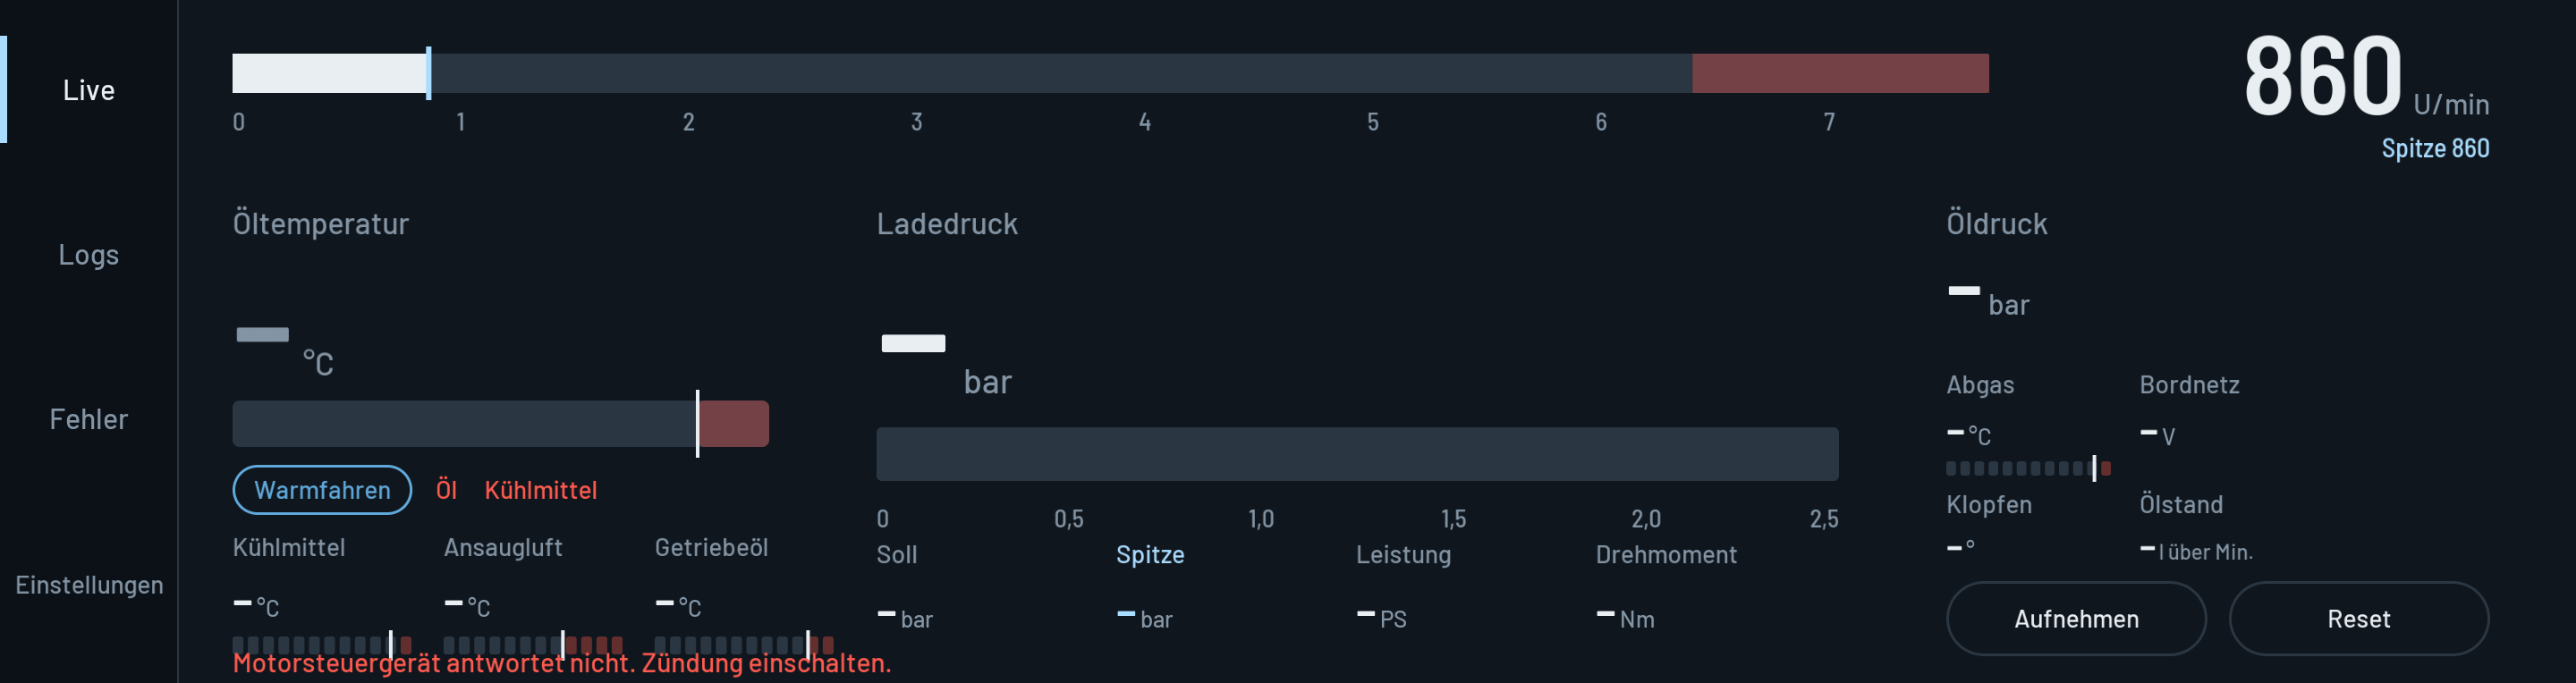 Live
Logs
Fehler
Einstellungen
0 1 2 3 4 5 6 7
860 U/min
Spitze 860
Öltemperatur
– °C
Warmfahren Öl Kühlmittel
Kühlmittel Ansaugluft Getriebeöl
– °C – °C – °C
Motorsteuergerät antwortet nicht. Zündung einschalten.
Ladedruck
– bar
0 0,5 1,0 1,5 2,0 2,5
Soll Spitze Leistung Drehmoment
– bar – bar – PS – Nm
Öldruck
– bar
Abgas Bordnetz
– °C – V
Klopfen Ölstand
– ° – l über Min.
Aufnehmen Reset